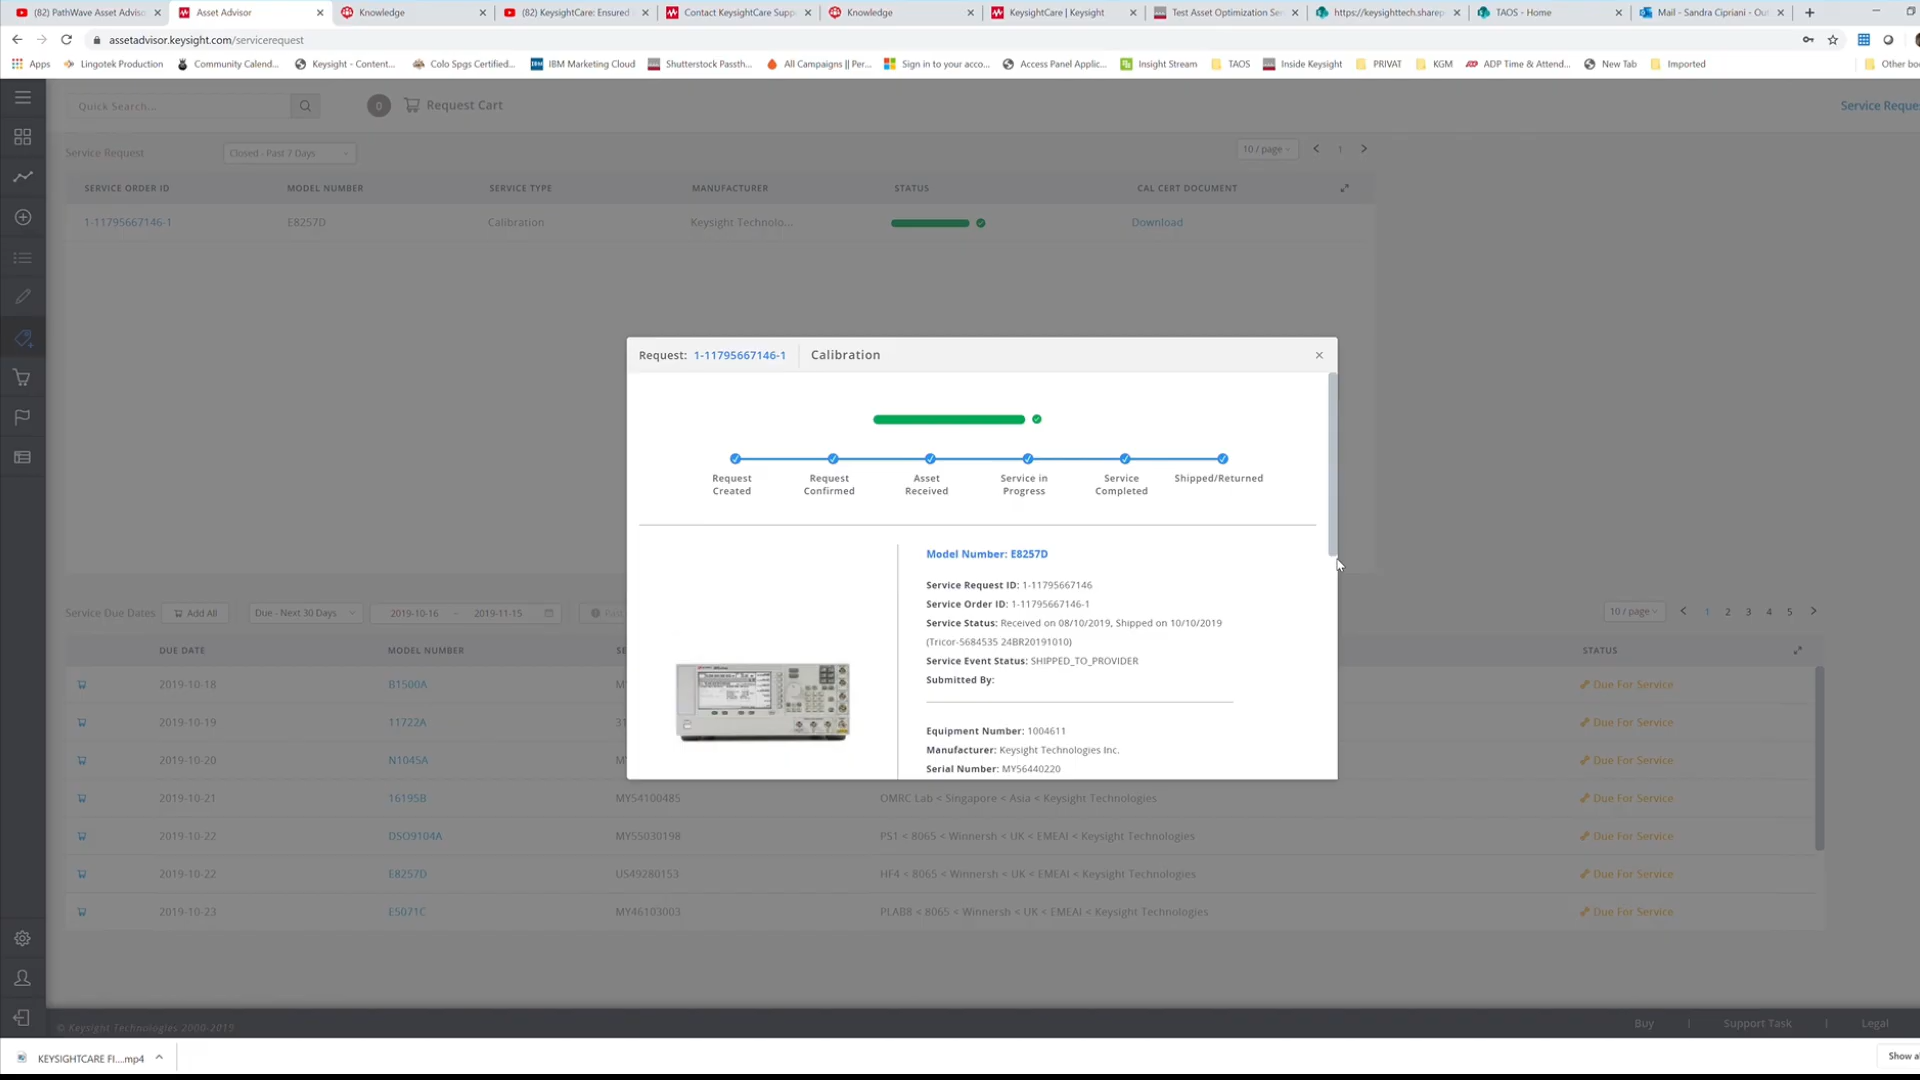 (82) PathWave Asset Adviso
Asset Advisor
Knowledge
(82) KeysightCare: Ensured
Contact KeysightCare Supp
Knowledge
KeysightCare | Keysight
Test Asset Optimization Ser
https://keysighttech.sharep
TAOS - Home
Mail - Sandra Cipriani - Out
assetadvisor.keysight.com/servicerequest
Apps
Lingotek Production
Community Calend...
Keysight - Content...
Colo Spgs Certified...
IBM Marketing Cloud
Shutterstock Passth...
All Campaigns || Per...
Sign in to your acco...
Access Panel Applic...
Insight Stream
TAOS
Inside Keysight
PRIVAT
KGM
ADP Time & Attend...
New Tab
Imported
Other boo
Quick Search...
0
Request Cart
Service Reque
Service Request
Closed - Past 7 Days
10 / page
1
SERVICE ORDER ID MODEL NUMBER SERVICE TYPE MANUFACTURER STATUS CAL CERT DOCUMENT
1-11795667146-1 E8257D Calibration Keysight Technolo... Download
Request: 1-11795667146-1 Calibration
Request Created
Request Confirmed
Asset Received
Service in Progress
Service Completed
Shipped/Returned
Model Number: E8257D
Service Request ID: 1-11795667146
Service Order ID: 1-11795667146-1
Service Status: Received on 08/10/2019, Shipped on 10/10/2019
(Tricor-5684535 24BR20191010)
Service Event Status: SHIPPED_TO_PROVIDER
Submitted By:
Equipment Number: 1004611
Manufacturer: Keysight Technologies Inc.
Serial Number: MY56440220
Service Due Dates
Add All
Due - Next 30 Days
2019-10-16 ~ 2019-11-15
Past
10 / page
1 2 3 4 5
DUE DATE MODEL NUMBER SE STATUS
2019-10-18 B1500A M Due For Service
2019-10-19 11722A 31 Due For Service
2019-10-20 N1045A M Due For Service
2019-10-21 16195B MY54100485 OMRC Lab < Singapore < Asia < Keysight Technologies Due For Service
2019-10-22 DSO9104A MY55030198 PS1 < 8065 < Winnersh < UK < EMEAI < Keysight Technologies Due For Service
2019-10-22 E8257D US49280153 HF4 < 8065 < Winnersh < UK < EMEAI < Keysight Technologies Due For Service
2019-10-23 E5071C MY46103003 PLAB8 < 8065 < Winnersh < UK < EMEAI < Keysight Technologies Due For Service
© Keysight Technologies 2000-2019
Buy | Support Task | Legal
KEYSIGHTCARE FI....mp4
Show al